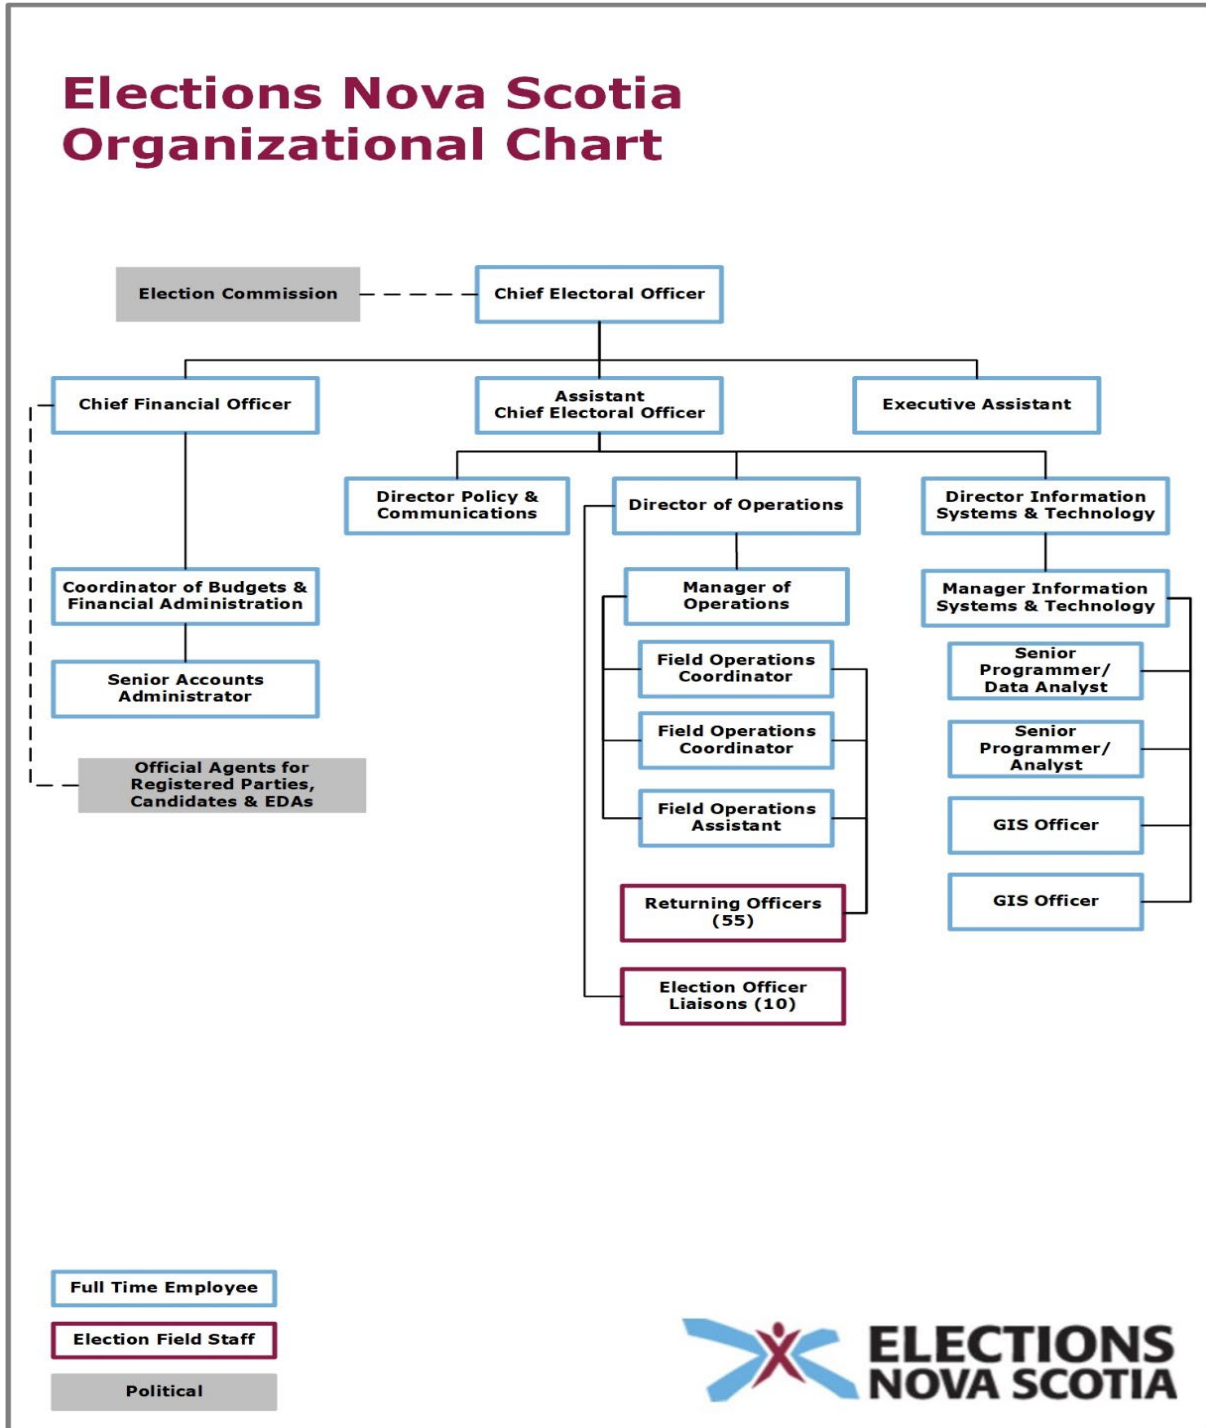 Elections Nova Scotia
Organizational Chart
Election Commission
Chief Electoral Officer
Chief Financial Officer
Assistant
Chief Electoral Officer
Executive Assistant
Director Policy &
Communications
Director of Operations
Director Information
Systems & Technology
Coordinator of Budgets &
Financial Administration
Manager of
Operations
Manager Information
Systems & Technology
Senior Accounts
Administrator
Field Operations
Coordinator
Senior
Programmer/
Data Analyst
Field Operations
Coordinator
Senior
Programmer/
Analyst
Official Agents for
Registered Parties,
Candidates & EDAs
Field Operations
Assistant
GIS Officer
Returning Officers
(55)
GIS Officer
Election Officer
Liaisons (10)
Full Time Employee
Election Field Staff
Political
ELECTIONS
NOVA SCOTIA